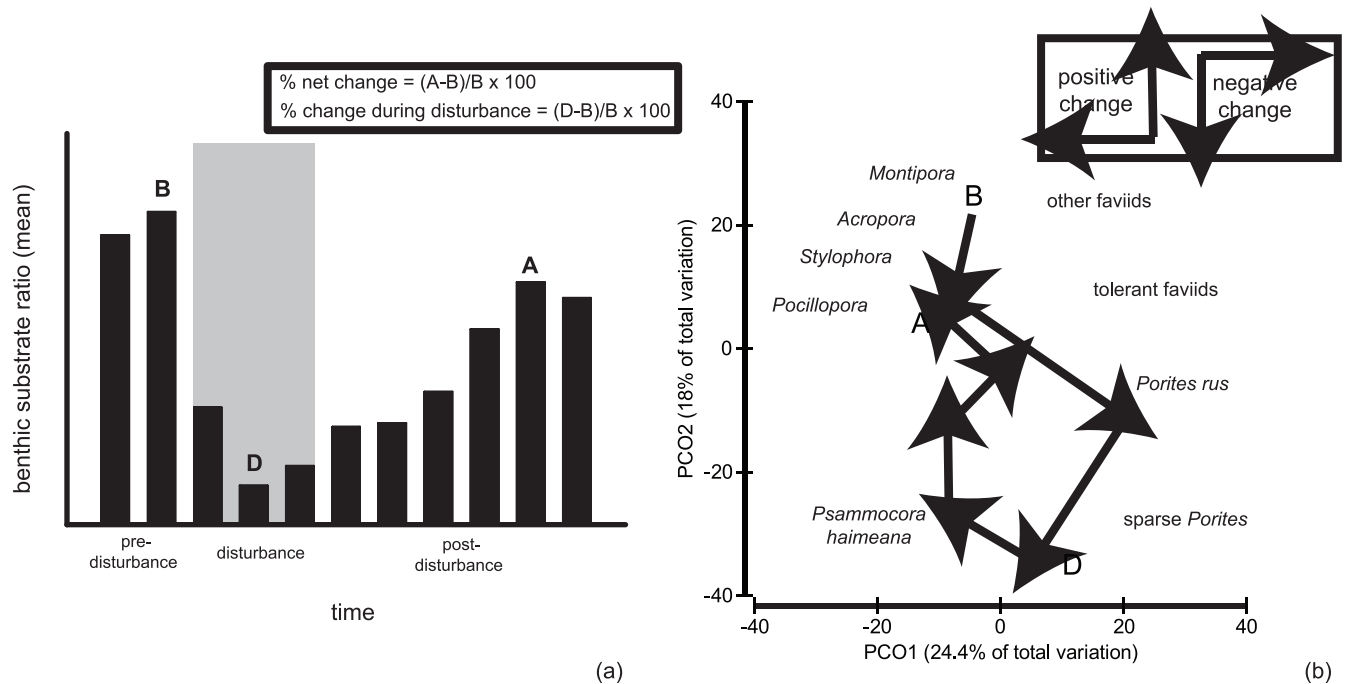 % net change = (A-B)/B x 100
% change during disturbance = (D-B)/B x 100
benthic substrate ratio (mean)
B
D
A
pre-
disturbance
disturbance
post-
disturbance
time
(a)
positive
change
negative
change
40
20
0
-20
-40
PCO2 (18% of total variation)
Montipora
B
other faviids
Acropora
Stylophora
tolerant faviids
Pocillopora
A
Porites rus
Psammocora
haimeana
sparse Porites
D
-40
-20
0
20
40
PCO1 (24.4% of total variation)
(b)